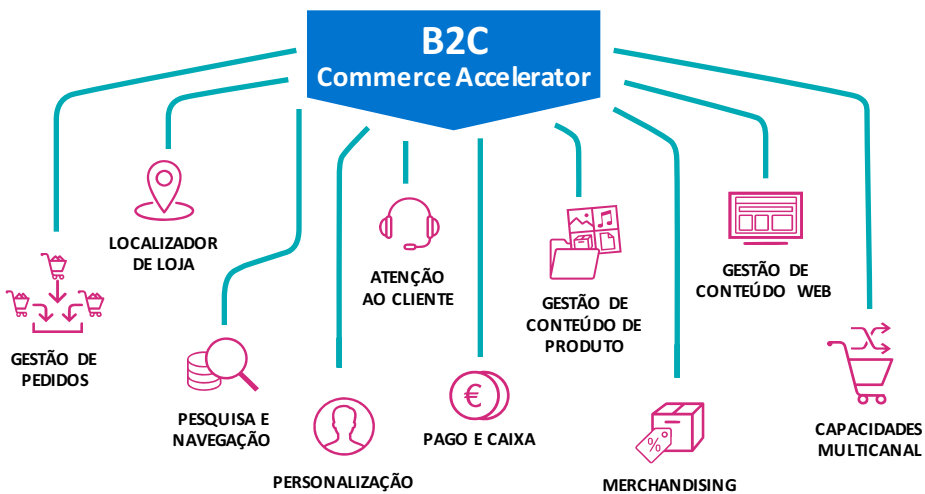 B2C
Commerce Accelerator
LOCALIZADOR
DE LOJA
ATENÇÃO
AO CLIENTE
GESTÃO DE
CONTEÚDO WEB
GESTÃO DE
CONTEÚDO DE
PRODUTO
GESTÃO DE
PEDIDOS
€
PESQUISA E
NAVEGAÇÃO
PAGO E CAIXA
%
CAPACIDADES
MULTICANAL
PERSONALIZAÇÃO
MERCHANDISING